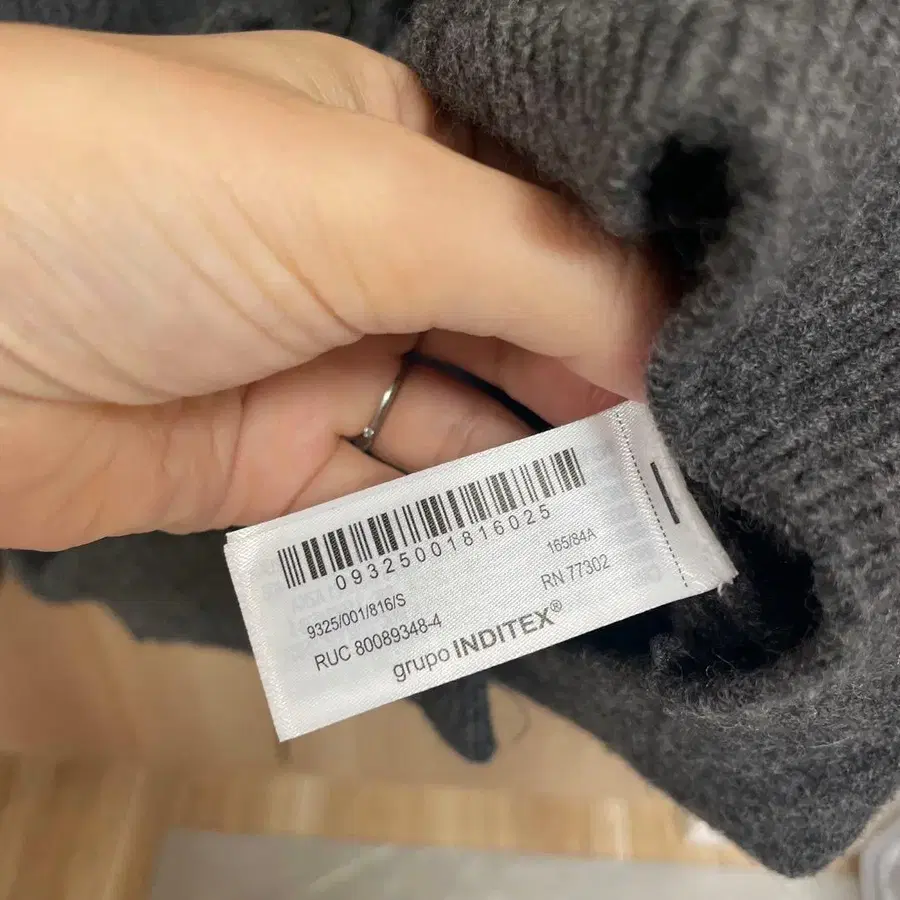 09325001816025
9325/001/816/S 165/84A
RUC 80089348-4 RN 77302
grupo INDITEX®